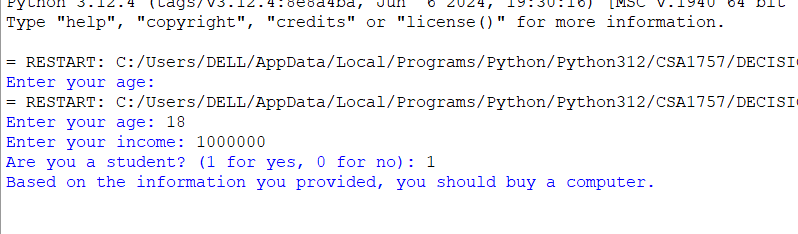 Python 3.12.4 (tags/v3.12.4:8e8a4ba, Jun  6 2024, 19:30:16) [MSC v.1940 64 bit
Type "help", "copyright", "credits" or "license()" for more information.
= RESTART: C:/Users/DELL/AppData/Local/Programs/Python/Python312/CSA1757/DECISI
Enter your age:
= RESTART: C:/Users/DELL/AppData/Local/Programs/Python/Python312/CSA1757/DECISI
Enter your age: 18
Enter your income: 1000000
Are you a student? (1 for yes, 0 for no): 1
Based on the information you provided, you should buy a computer.